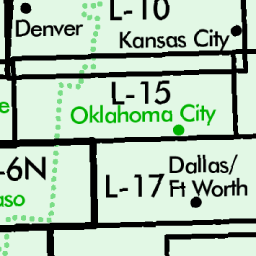 L-10
Denver
Kansas City
L-15
e
Oklahoma City
-6N
aso
L-17
Dallas/
Ft Worth